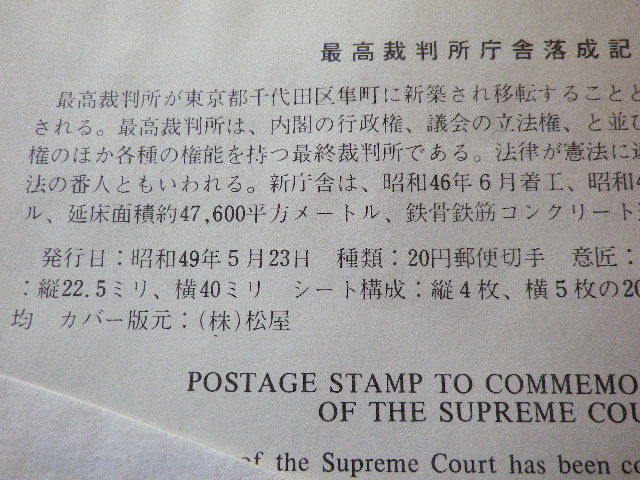 最高裁判所庁舎落成記
最高裁判所が東京都千代田区隼町に新築され移転することと
される。最高裁判所は、内閣の行政権、議会の立法権、と並び
権のほか各種の権能を持つ最終裁判所である。法律が憲法に
法の番人ともいわれる。新庁舎は、昭和46年6月着工、昭和4
ル、延床面積約47,600平方メートル、鉄骨鉄筋コンクリート
発行日：昭和49年5月23日 種類：20円郵便切手 意匠：
：縦22.5ミリ、横40ミリ シート構成：縦4枚、横5枚の20
均 カバー版元：(株)松屋
POSTAGE STAMP TO COMMEMO
OF THE SUPREME COU
of the Supreme Court has been co